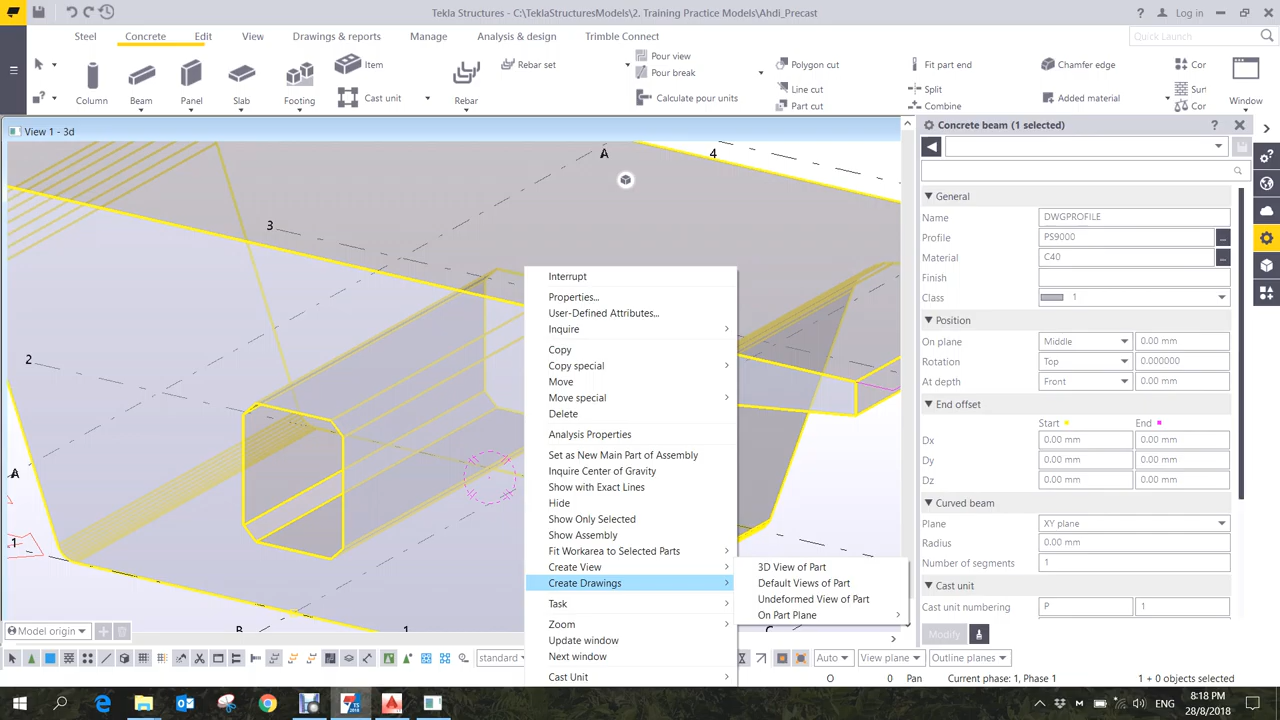 Tekla Structures - C:\TeklaStructuresModels\2. Training Practice Models\Ahdi_Precast
Log in
Steel
Concrete
Edit
View
Drawings & reports
Manage
Analysis & design
Trimble Connect
Quick Launch
Column
Beam
Panel
Slab
Footing
Item
Cast unit
Rebar
Rebar set
Pour view
Pour break
Calculate pour units
Polygon cut
Line cut
Part cut
Fit part end
Split
Combine
Chamfer edge
Added material
Cor
Sur
Cor
Window
View 1 - 3d
A
4
3
2
A
1
B
1
C
Interrupt
Properties...
User-Defined Attributes...
Inquire
Copy
Copy special
Move
Move special
Delete
Analysis Properties
Set as New Main Part of Assembly
Inquire Center of Gravity
Show with Exact Lines
Hide
Show Only Selected
Show Assembly
Fit Workarea to Selected Parts
Create View
Create Drawings
Task
Zoom
Update window
Next window
Cast Unit
3D View of Part
Default Views of Part
Undeformed View of Part
On Part Plane
Concrete beam (1 selected)
General
Name DWGPROFILE
Profile PS9000
Material C40
Finish
Class 1
Position
On plane Middle 0.00 mm
Rotation Top 0.000000
At depth Front 0.00 mm
End offset
Start End
Dx 0.00 mm 0.00 mm
Dy 0.00 mm 0.00 mm
Dz 0.00 mm 0.00 mm
Curved beam
Plane XY plane
Radius 0.00 mm
Number of segments 1
Cast unit
Cast unit numbering P 1
Modify
Model origin
standard
Auto
View plane
Outline planes
O 0 Pan Current phase: 1, Phase 1 1 + 0 objects selected
ENG
8:18 PM
28/8/2018